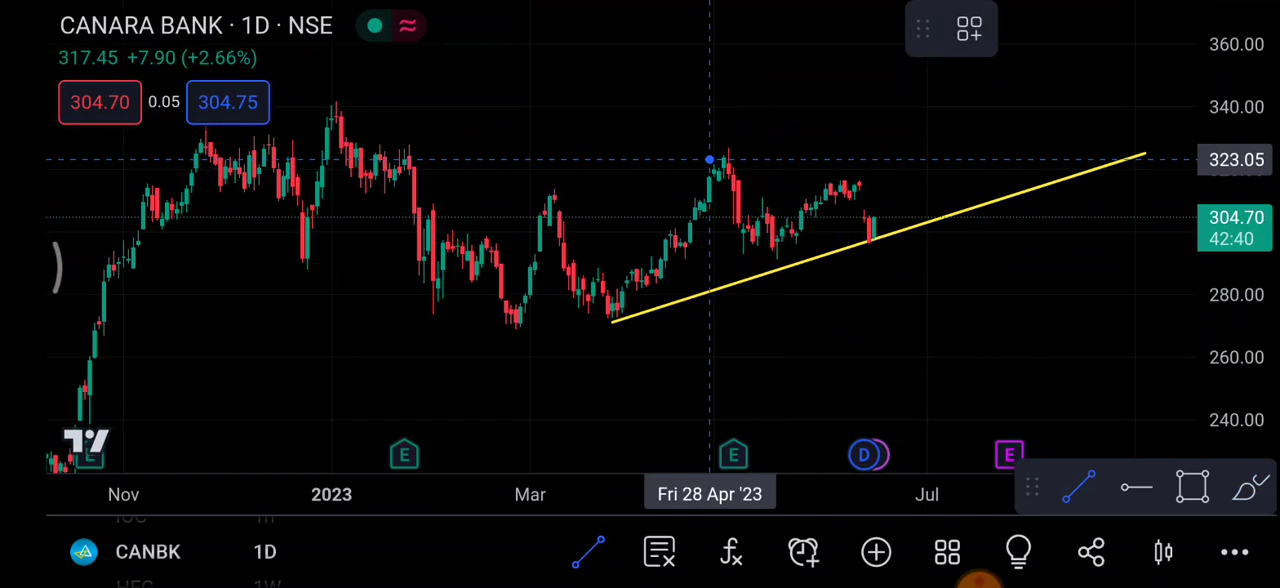 CANARA BANK · 1D · NSE
317.45 +7.90 (+2.66%)
304.70 0.05 304.75
360.00
340.00
323.05
304.70
42:40
280.00
260.00
240.00
E E E D E
Nov 2023 Mar Fri 28 Apr '23 Jul
CANBK 1D